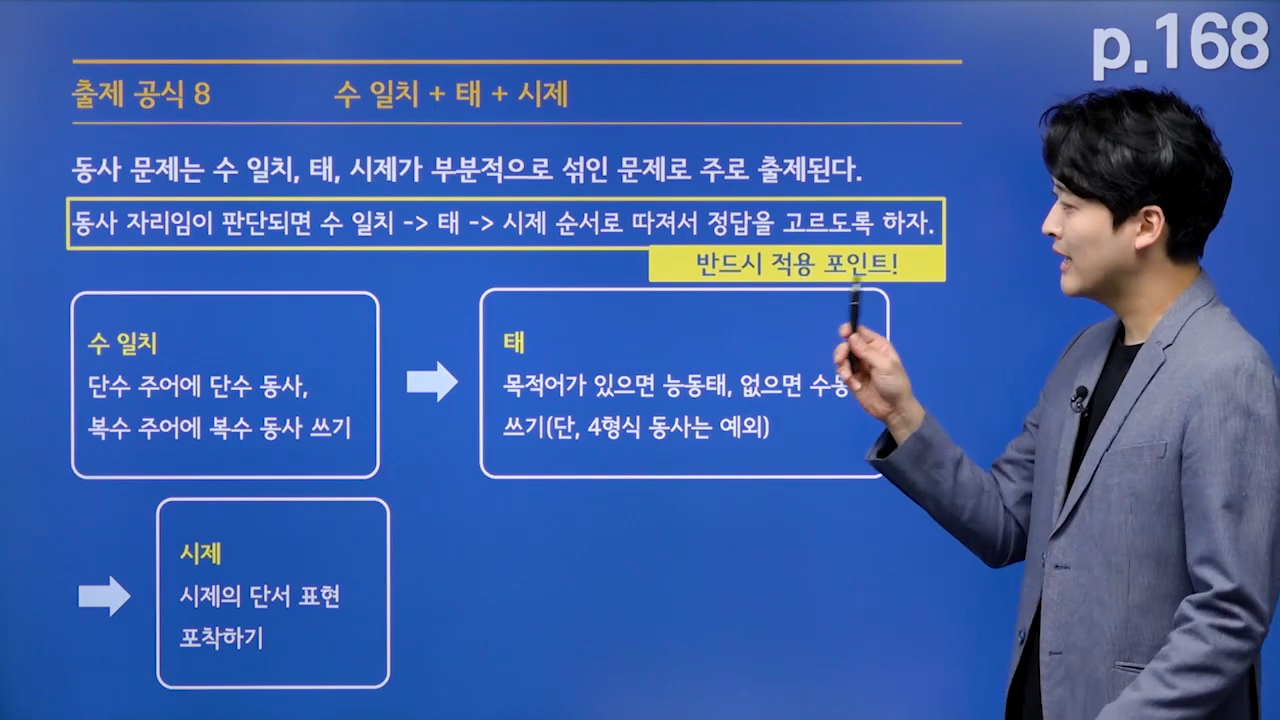 p.168
출제 공식 8 수 일치 + 태 + 시제
동사 문제는 수 일치, 태, 시제가 부분적으로 섞인 문제로 주로 출제된다.
동사 자리임이 판단되면 수 일치 -> 태 -> 시제 순서로 따져서 정답을 고르도록 하자.
반드시 적용 포인트!
수 일치
단수 주어에 단수 동사,
복수 주어에 복수 동사 쓰기
태
목적어가 있으면 능동태, 없으면 수동
쓰기(단, 4형식 동사는 예외)
시제
시제의 단서 표현
포착하기